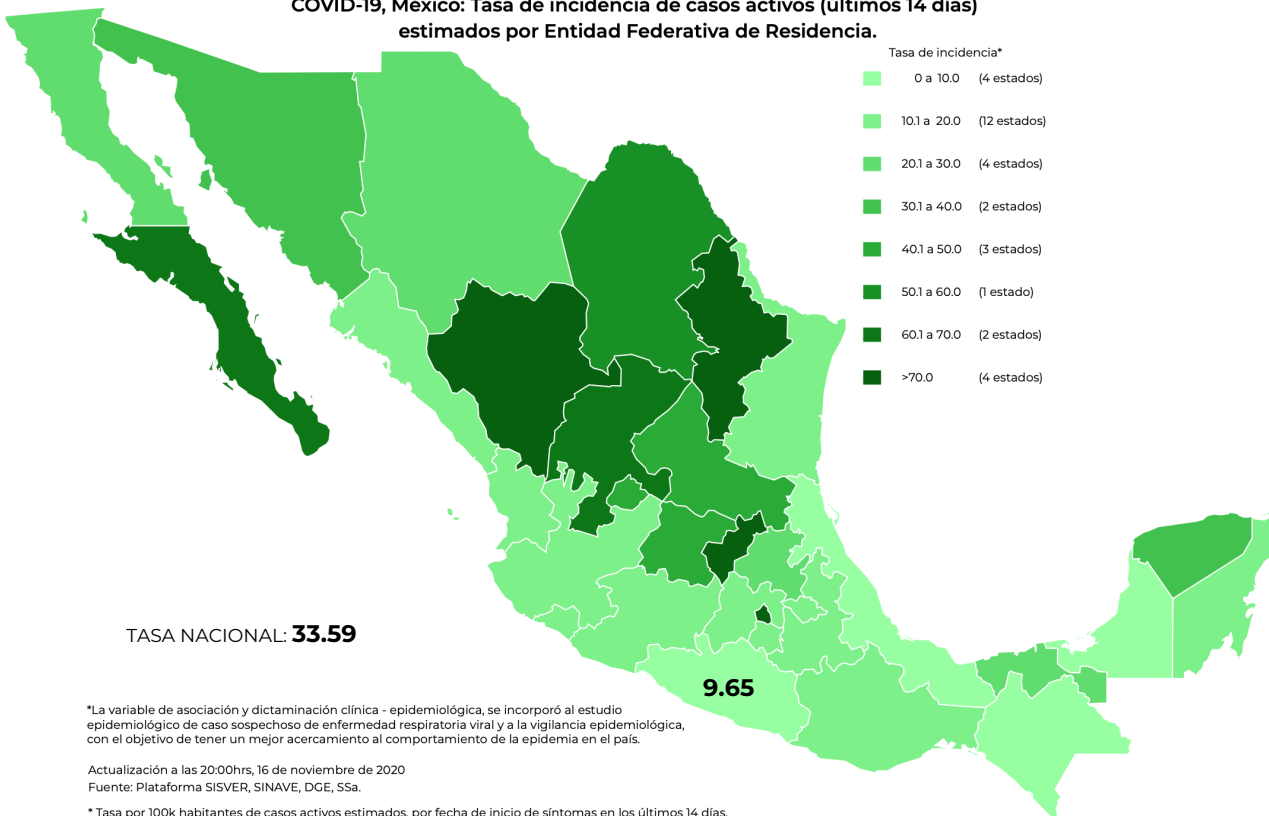 COVID-19, México: Tasa de incidencia de casos activos (últimos 14 días)
estimados por Entidad Federativa de Residencia.
Tasa de incidencia*
0 a 10.0 (4 estados)
10.1 a 20.0 (12 estados)
20.1 a 30.0 (4 estados)
30.1 a 40.0 (2 estados)
40.1 a 50.0 (3 estados)
50.1 a 60.0 (1 estado)
60.1 a 70.0 (2 estados)
>70.0 (4 estados)
TASA NACIONAL: 33.59
9.65
*La variable de asociación y dictaminación clínica - epidemiológica, se incorporó al estudio
epidemiológico de caso sospechoso de enfermedad respiratoria viral y a la vigilancia epidemiológica,
con el objetivo de tener un mejor acercamiento al comportamiento de la epidemia en el país.
Actualización a las 20:00hrs, 16 de noviembre de 2020
Fuente: Plataforma SISVER, SINAVE, DGE, SSa.
* Tasa por 100k habitantes de casos activos estimados, por fecha de inicio de síntomas en los últimos 14 días.